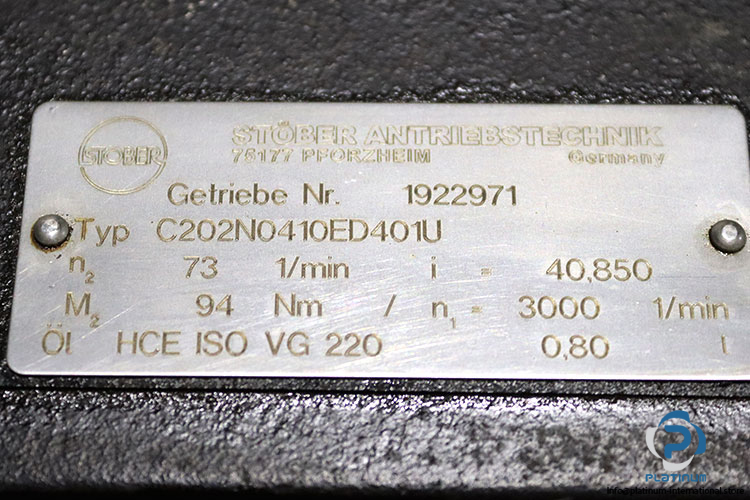 STÖBER
STÖBER ANTRIEBSTECHNIK
75177 PFORZHEIM Germany
Getriebe Nr. 1922971
Typ C202N0410ED401U
n₂ 73 1/min i = 40,850
M₂ 94 Nm / n₁ = 3000 1/min
Öl HCE ISO VG 220 0,80 l
PLATINUM